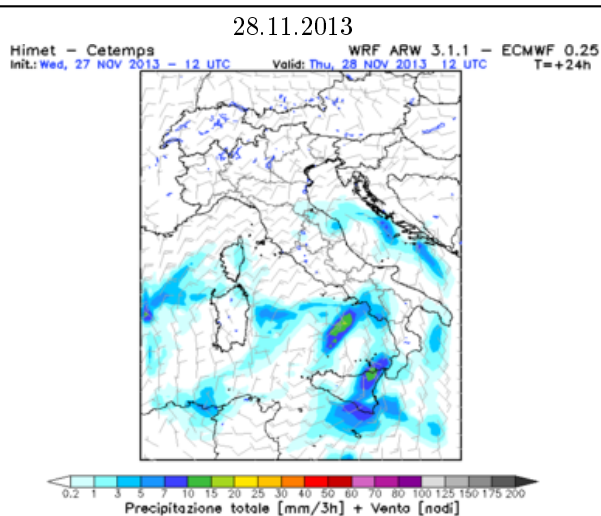 28.11.2013
Himet - Cetemps WRF ARW 3.1.1 - ECMWF 0.25
Init.: Wed, 27 NOV 2013 - 12 UTC Valid: Thu, 28 NOV 2013 12 UTC T=+24h
0.2 1 3 5 7 10 15 20 25 30 40 50 60 70 80 100 125 150 175 200
Precipitazione totale [mm/3h] + Vento [nodi]